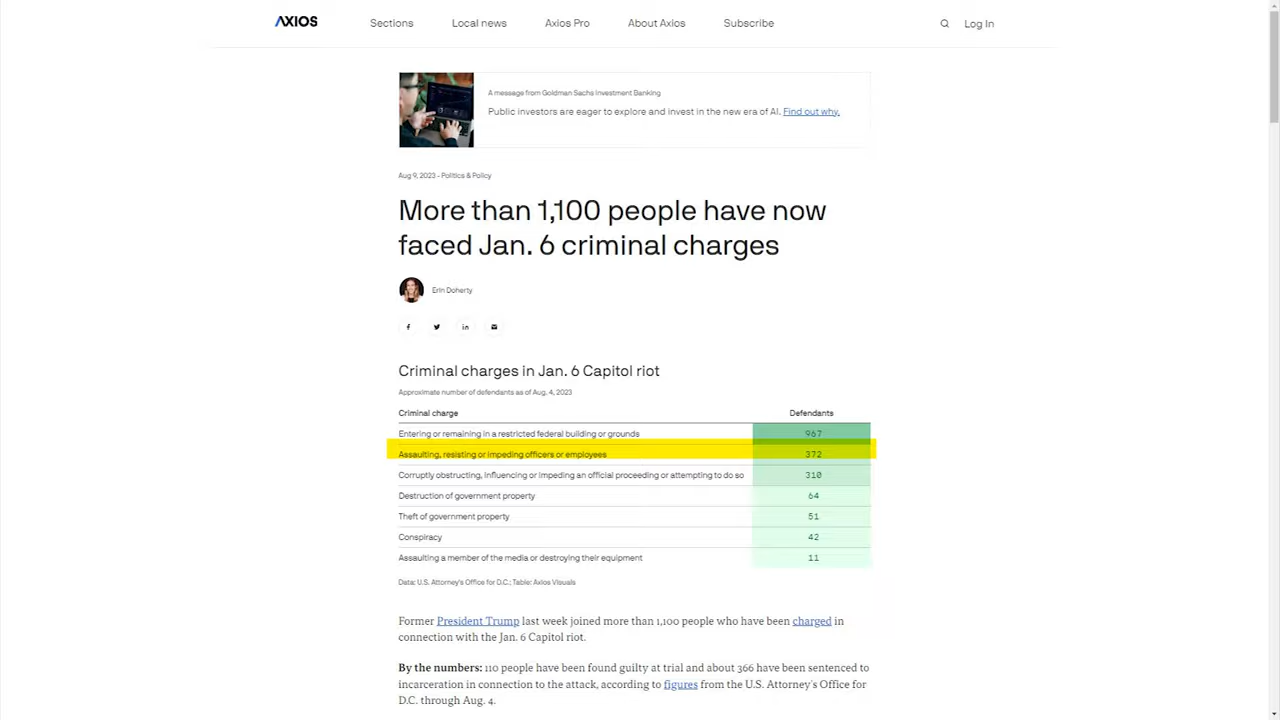 AXIOS
Sections
Local news
Axios Pro
About Axios
Subscribe
Log In
A message from Goldman Sachs Investment Banking
Public investors are eager to explore and invest in the new era of AI. Find out why.
Aug 9, 2023 - Politics & Policy
More than 1,100 people have now
faced Jan. 6 criminal charges
Erin Doherty
Criminal charges in Jan. 6 Capitol riot
Approximate number of defendants as of Aug. 4, 2023
Criminal charge Defendants
Entering or remaining in a restricted federal building or grounds 967
Assaulting, resisting or impeding officers or employees 372
Corruptly obstructing, influencing or impeding an official proceeding or attempting to do so 310
Destruction of government property 64
Theft of government property 51
Conspiracy 42
Assaulting a member of the media or destroying their equipment 11
Data: U.S. Attorney's Office for D.C.; Table: Axios Visuals
Former President Trump last week joined more than 1,100 people who have been charged in
connection with the Jan. 6 Capitol riot.
By the numbers: 110 people have been found guilty at trial and about 366 have been sentenced to
incarceration in connection to the attack, according to figures from the U.S. Attorney's Office for
D.C. through Aug. 4.